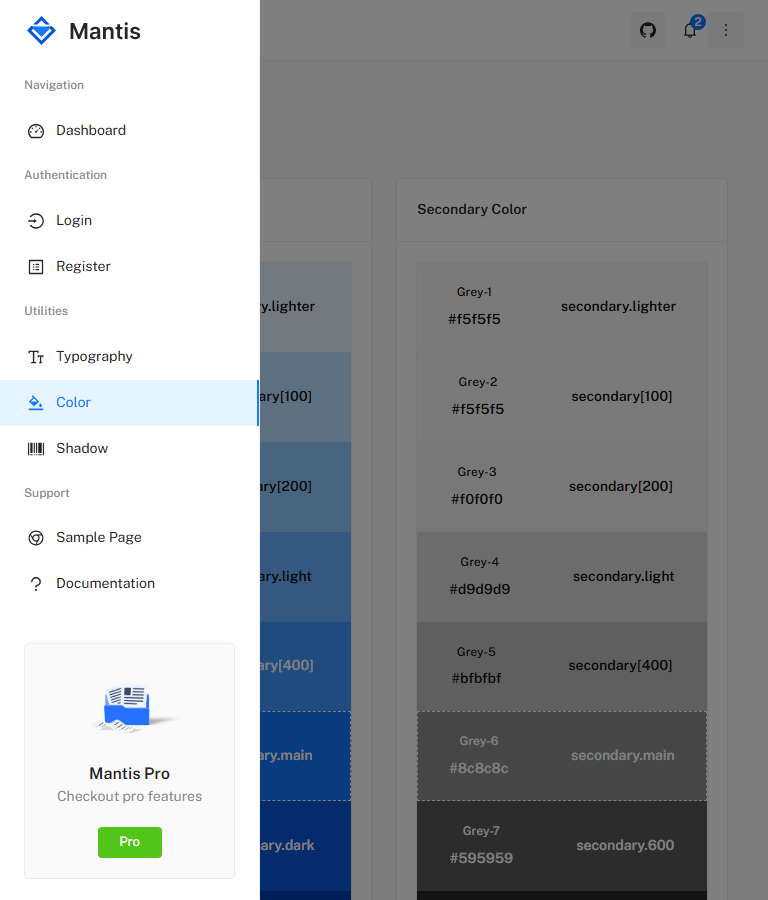 Mantis
Navigation
Dashboard
Authentication
Login
Register
Utilities
Typography
Color
Shadow
Support
Sample Page
Documentation
Mantis Pro
Checkout pro features
Pro
2
y.lighter
ary[100]
ary[200]
ary.light
ary[400]
ary.main
ary.dark
Secondary Color
Grey-1
#f5f5f5
secondary.lighter
Grey-2
#f5f5f5
secondary[100]
Grey-3
#f0f0f0
secondary[200]
Grey-4
#d9d9d9
secondary.light
Grey-5
#bfbfbf
secondary[400]
Grey-6
#8c8c8c
secondary.main
Grey-7
#595959
secondary.600